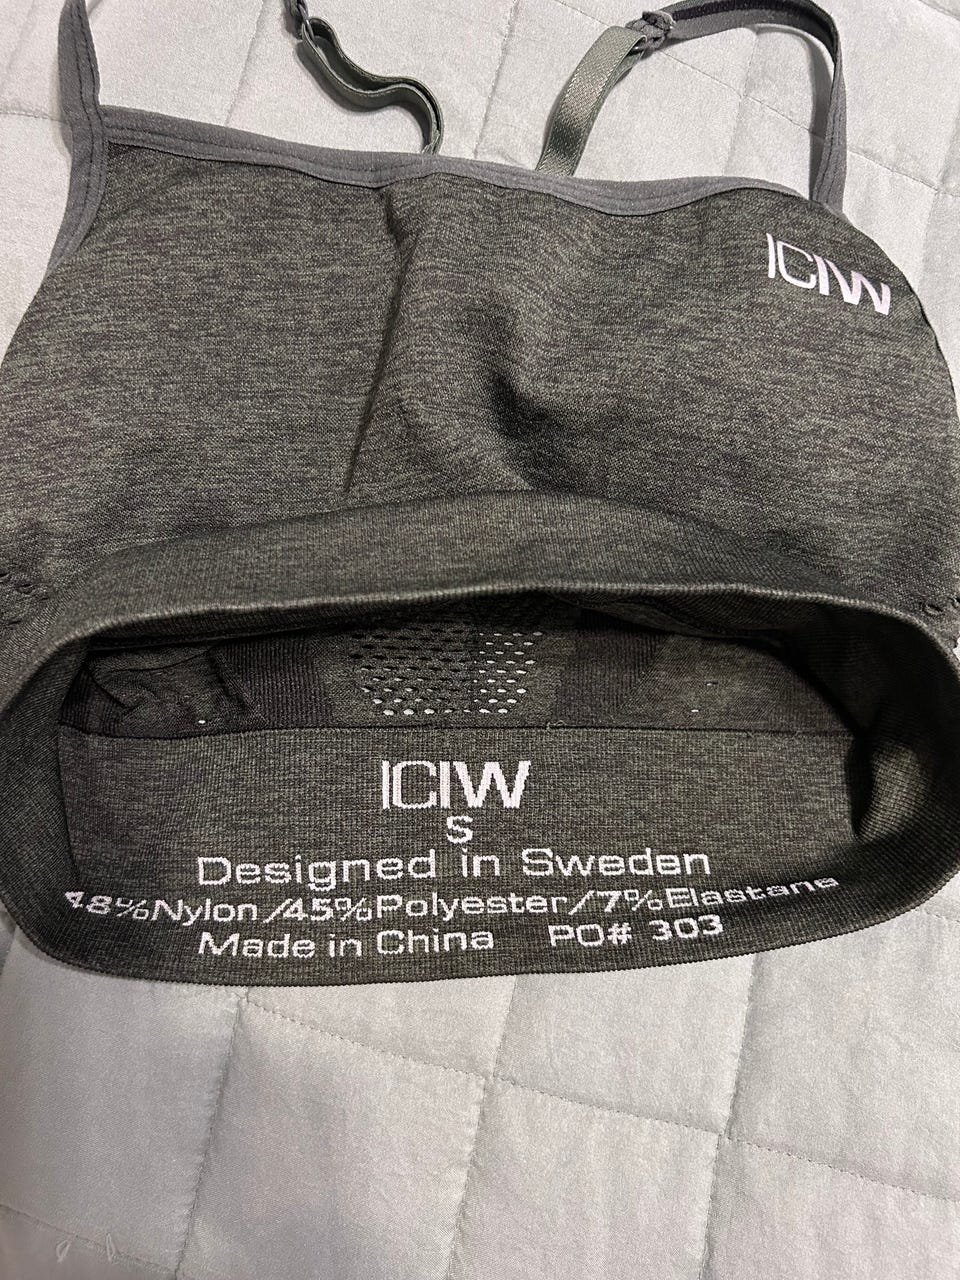 ICIW
ICIW
S
Designed in Sweden
48%Nylon/45%Polyester/7%Elastane
Made in China PO# 303